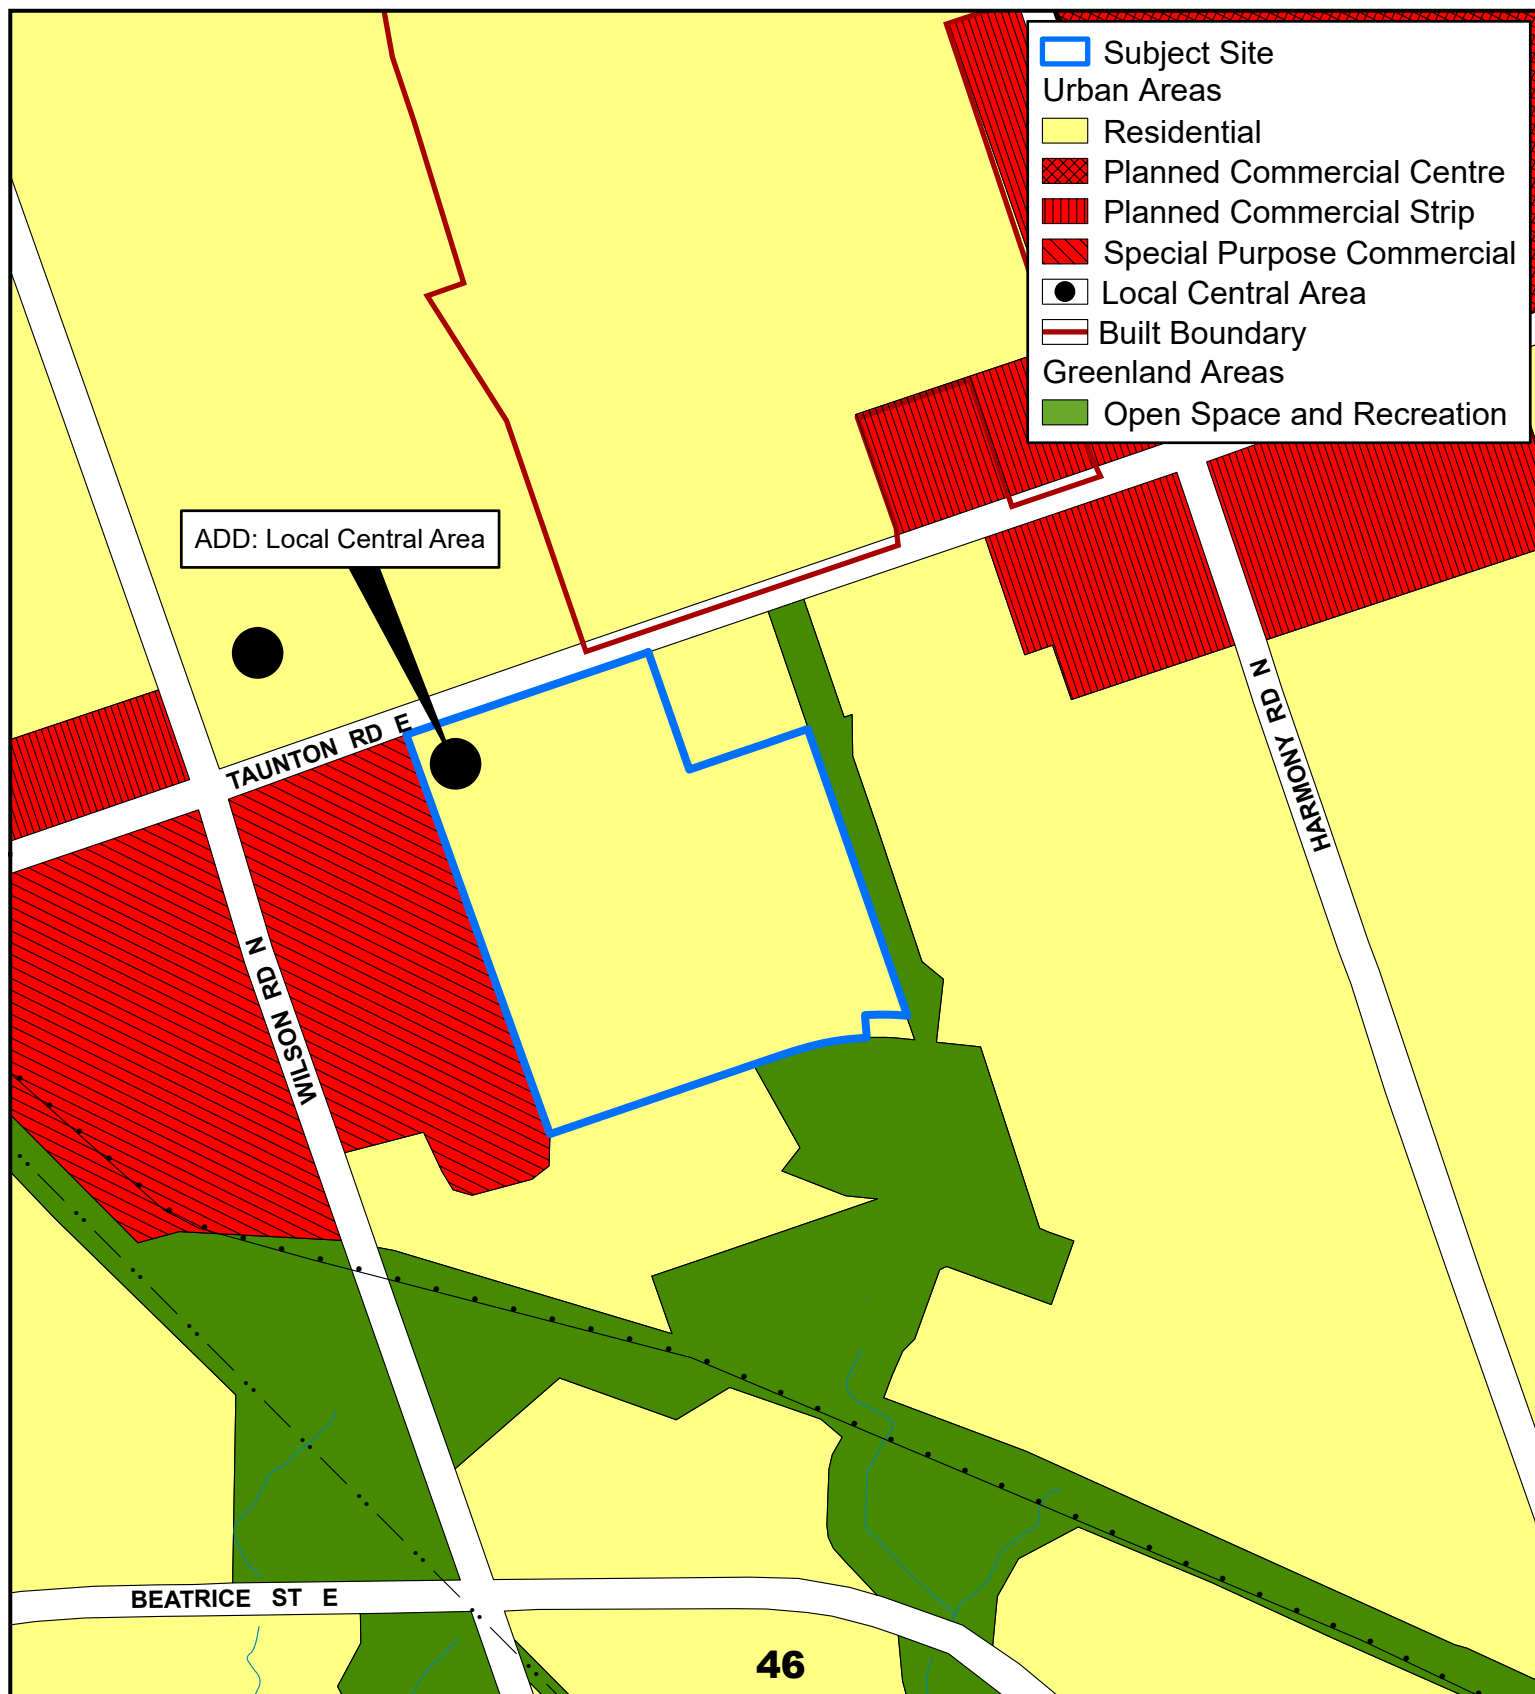 Subject Site
Urban Areas
Residential
Planned Commercial Centre
Planned Commercial Strip
Special Purpose Commercial
Local Central Area
Built Boundary
Greenland Areas
Open Space and Recreation
ADD: Local Central Area
TAUNTON RD E
HARMONY RD N
WILSON RD N
BEATRICE ST E
46